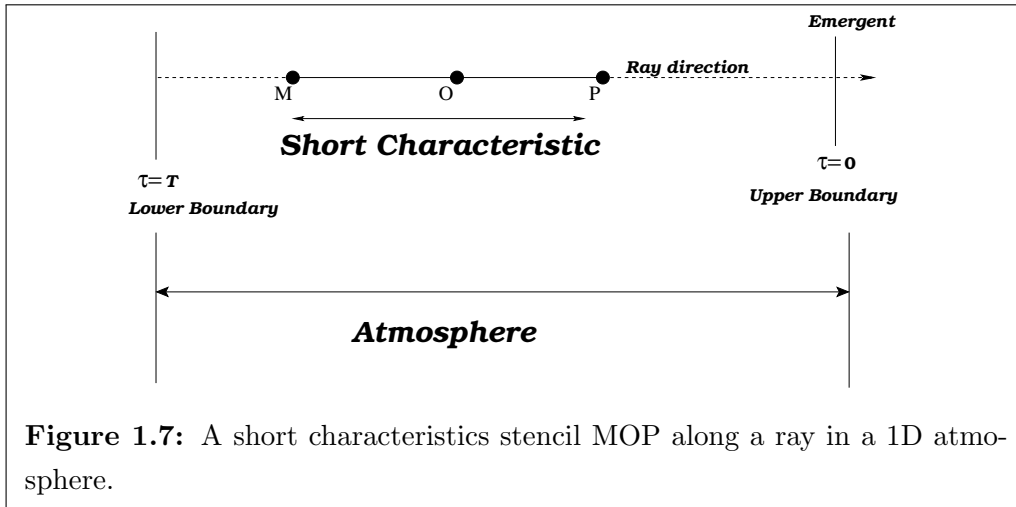 Emergent
Ray direction
M
O
P
Short Characteristic
τ= T
τ= 0
Lower Boundary
Upper Boundary
Atmosphere
Figure 1.7: A short characteristics stencil MOP along a ray in a 1D atmo-
sphere.